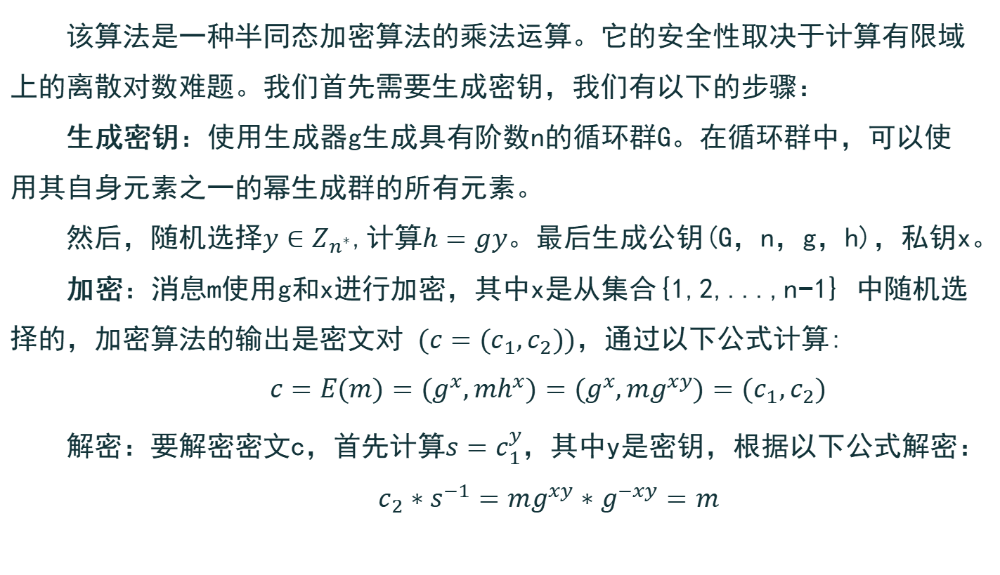 该算法是一种半同态加密算法的乘法运算。它的安全性取决于计算有限域
上的离散对数难题。我们首先需要生成密钥，我们有以下的步骤：
生成密钥：使用生成器g生成具有阶数n的循环群G。在循环群中，可以使
用其自身元素之一的幂生成群的所有元素。
然后，随机选择$y \in Z_{n^*}$,计算$h = gy$。最后生成公钥(G，n，g，h)，私钥x。
加密：消息m使用g和x进行加密，其中x是从集合{1,2,...,n-1} 中随机选
择的，加密算法的输出是密文对 $(c = (c_1, c_2))$，通过以下公式计算:
$c = E(m) = (g^x, mh^x) = (g^x, mg^{xy}) = (c_1, c_2)$
解密：要解密密文c，首先计算$s = c_1^y$，其中y是密钥，根据以下公式解密：
$c_2 * s^{-1} = mg^{xy} * g^{-xy} = m$